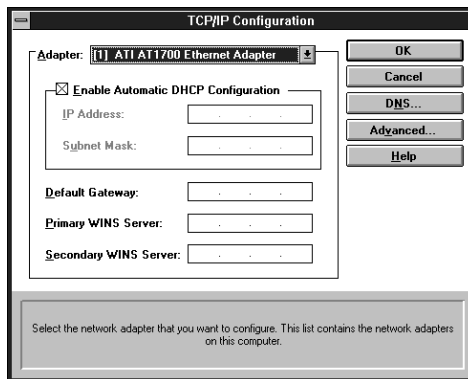 TCP/IP Configuration
Adapter: [1] ATI AT1700 Ethernet Adapter
Enable Automatic DHCP Configuration
IP Address:
Subnet Mask:
Default Gateway:
Primary WINS Server:
Secondary WINS Server:
OK
Cancel
DNS...
Advanced...
Help
Select the network adapter that you want to configure. This list contains the network adapters
on this computer.